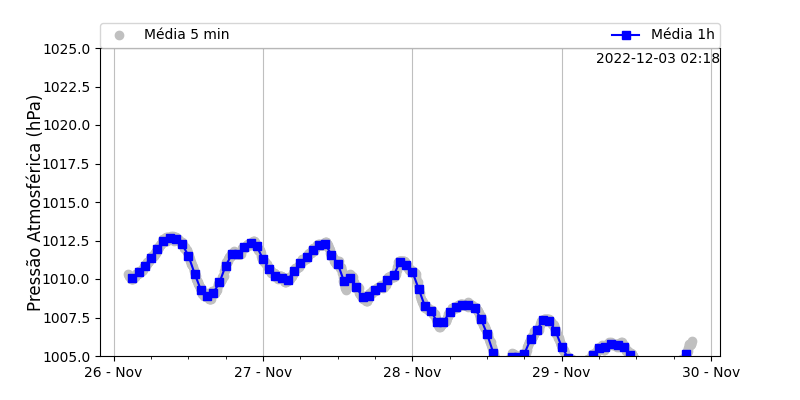 Média 5 min
Média 1h
2022-12-03 02:18
Pressão Atmosférica (hPa)
1025.0
1022.5
1020.0
1017.5
1015.0
1012.5
1010.0
1007.5
1005.0
26 - Nov
27 - Nov
28 - Nov
29 - Nov
30 - Nov